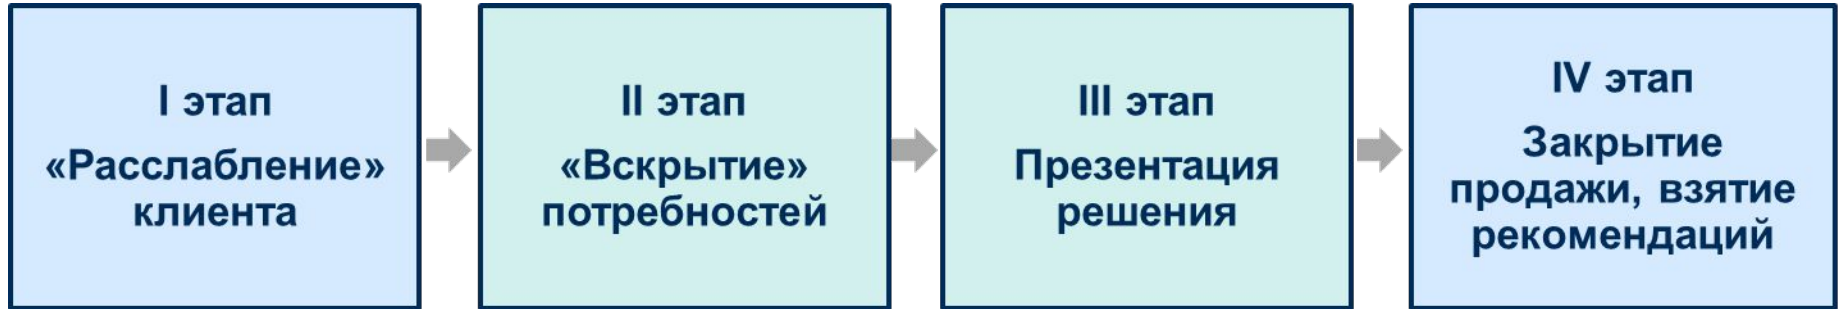 I этап
«Расслабление»
клиента
II этап
«Вскрытие»
потребностей
III этап
Презентация
решения
IV этап
Закрытие
продажи, взятие
рекомендаций